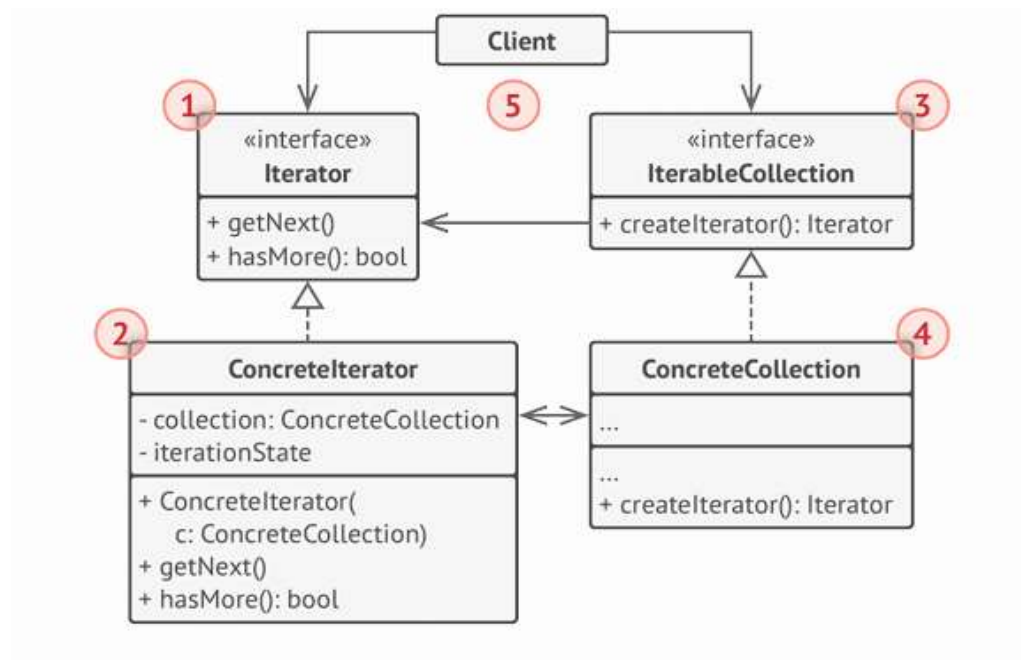 Client
1
5
3
«interface»
Iterator
+ getNext()
+ hasMore(): bool
«interface»
IterableCollection
+ createIterator(): Iterator
2
ConcreteIterator
- collection: ConcreteCollection
- iterationState
+ ConcreteIterator(
c: ConcreteCollection)
+ getNext()
+ hasMore(): bool
4
ConcreteCollection
...
...
+ createIterator(): Iterator